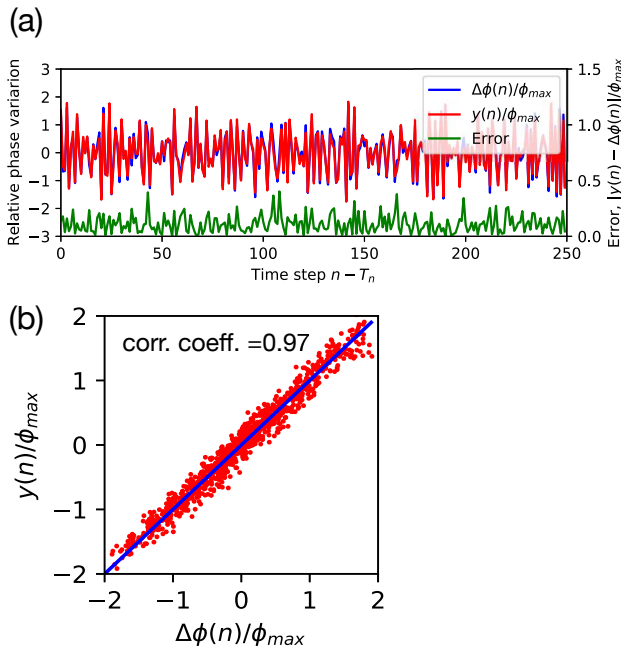 (a)
3
2
1
0
−1
−2
−3
1.5
1.0
0.5
0.0
Relative phase variarion
Error, |y(n) − Δϕ(n)|/ϕmax
Δϕ(n)/ϕmax
y(n)/ϕmax
Error
0 50 100 150 200 250
Time step n − Tn
(b)
corr. coeff. =0.97
2
1
0
−1
−2
y(n)/ϕmax
−2 −1 0 1 2
Δϕ(n)/ϕmax